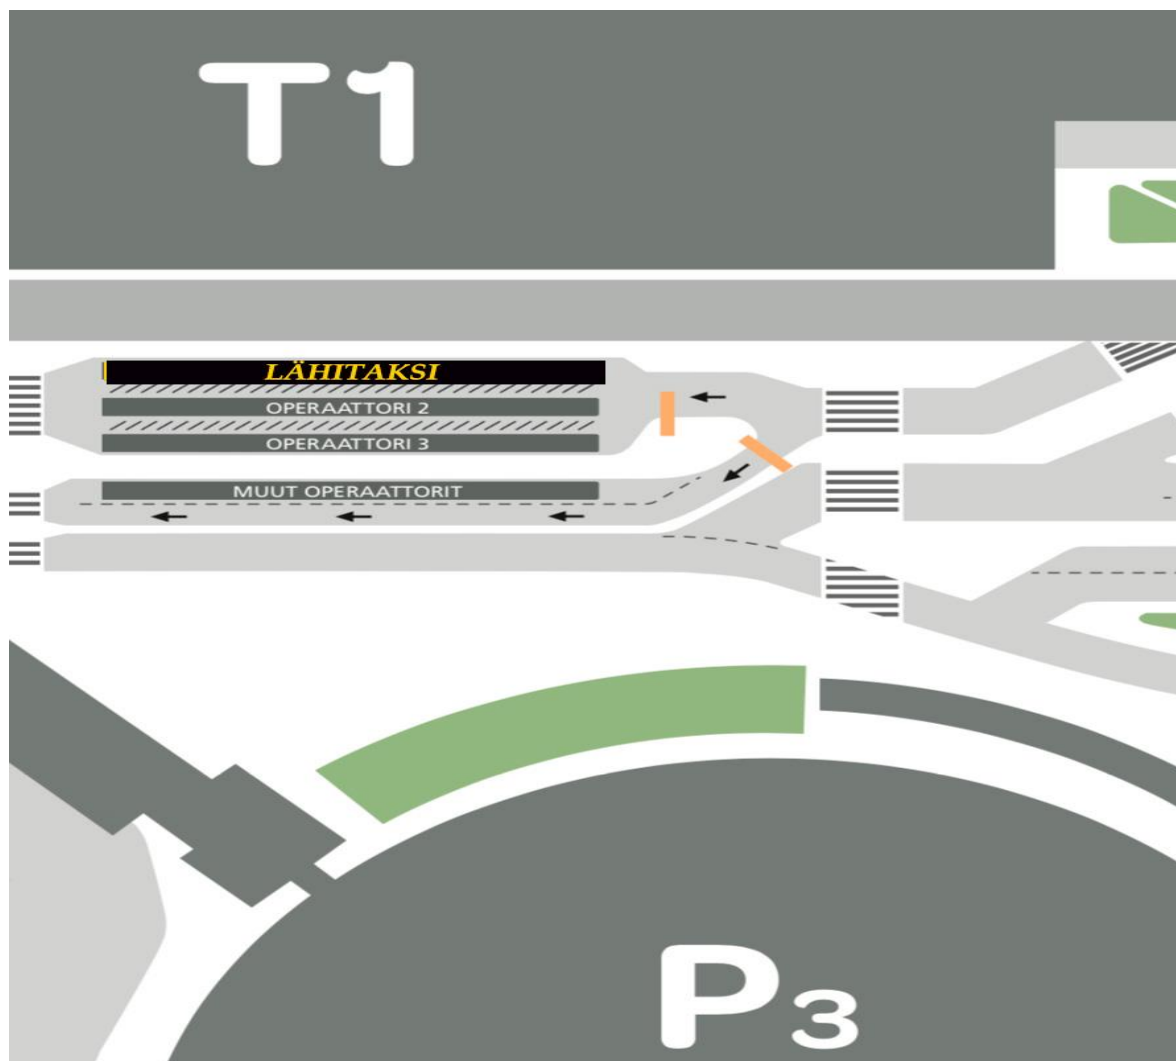 T1
LÄHITAKSI
OPERAATTORI 2
OPERAATTORI 3
MUUT OPERAATTORIT
P3